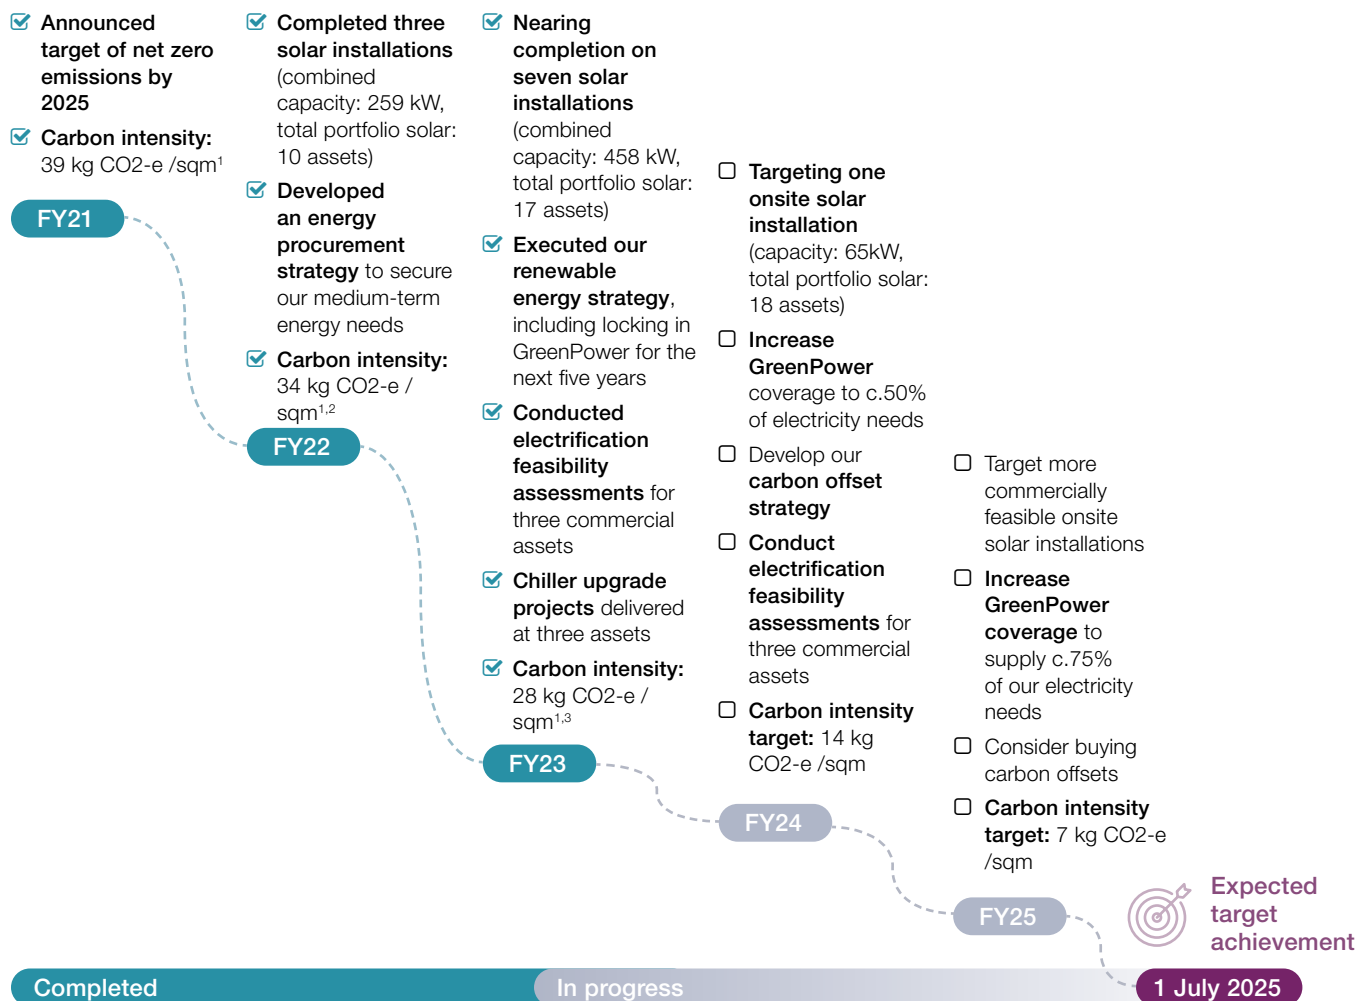 Announced
target of net zero
emissions by
2025
Carbon intensity:
39 kg CO2-e /sqm1
FY21
Completed three
solar installations
(combined
capacity: 259 kW,
total portfolio solar:
10 assets)
Developed
an energy
procurement
strategy to secure
our medium-term
energy needs
Carbon intensity:
34 kg CO2-e /
sqm1,2
FY22
Nearing
completion on
seven solar
installations
(combined
capacity: 458 kW,
total portfolio solar:
17 assets)
Executed our
renewable
energy strategy,
including locking in
GreenPower for the
next five years
Conducted
electrification
feasibility
assessments for
three commercial
assets
Chiller upgrade
projects delivered
at three assets
Carbon intensity:
28 kg CO2-e /
sqm1,3
FY23
Targeting one
onsite solar
installation
(capacity: 65kW,
total portfolio solar:
18 assets)
Increase
GreenPower
coverage to c.50%
of electricity needs
Develop our
carbon offset
strategy
Conduct
electrification
feasibility
assessments for
three commercial
assets
Carbon intensity
target: 14 kg
CO2-e /sqm
FY24
Target more
commercially
feasible onsite
solar installations
Increase
GreenPower
coverage to
supply c.75%
of our electricity
needs
Consider buying
carbon offsets
Carbon intensity
target: 7 kg CO2-e
/sqm
FY25
Expected
target
achievement
Completed
In progress
1 July 2025